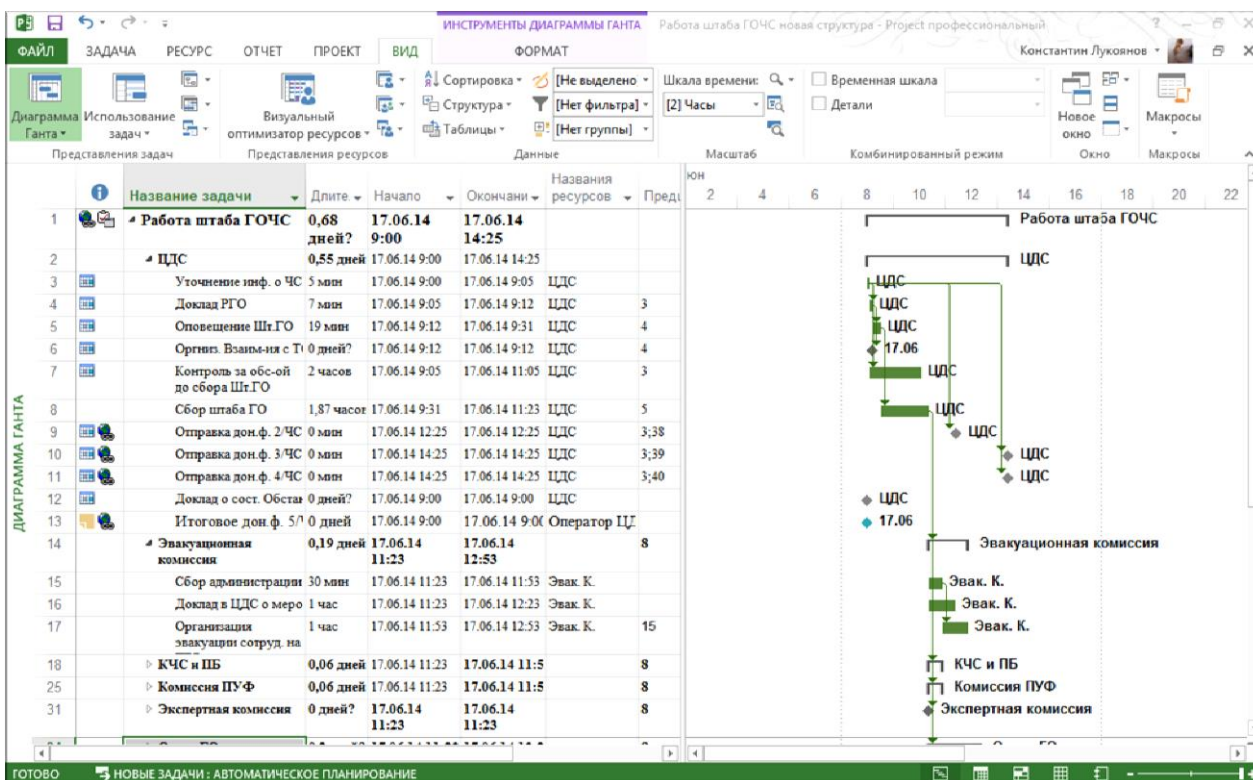 ИНСТРУМЕНТЫ ДИАГРАММЫ ГАНТА Работа штаба ГОЧС новая структура - Project профессиональный
ФАЙЛ ЗАДАЧА РЕСУРС ОТЧЕТ ПРОЕКТ ВИД ФОРМАТ Константин Лукоянов
Диаграмма Ганта
Использование задач
Визуальный оптимизатор ресурсов
Сортировка
Структура
Таблицы
[Не выделено
[Нет фильтра]
[Нет группы]
Шкала времени:
[2] Часы
Временная шкала
Детали
Новое окно
Макросы
Представления задач Представления ресурсов Данные Масштаб Комбинированный режим Окно Макросы
Название задачи Длите Начало Окончани Названия ресурсов Предц
юн
2 4 6 8 10 12 14 16 18 20 22
ДИАГРАММА ГАНТА
1 Работа штаба ГОЧС 0,68 дней? 17.06.14 9:00 17.06.14 14:25 Работа штаба ГОЧС
2 ЦДС 0,55 дней 17.06.14 9:00 17.06.14 14:25 ЦДС
3 Уточнение инф. о ЧС 5 мин 17.06.14 9:00 17.06.14 9:05 ЦДС ЦДС
4 Доклад РГО 7 мин 17.06.14 9:05 17.06.14 9:12 ЦДС 3 ЦДС
5 Оповещение Шт.ГО 19 мин 17.06.14 9:12 17.06.14 9:31 ЦДС 4 ЦДС
6 Оргниз. Взаим-ия с Т 0 дней? 17.06.14 9:12 17.06.14 9:12 ЦДС 4 17.06
7 Контроль за обс-ой до сбора Шт.ГО 2 часов 17.06.14 9:05 17.06.14 11:05 ЦДС 3 ЦДС
8 Сбор штаба ГО 1,87 часов 17.06.14 9:31 17.06.14 11:23 ЦДС 5 ЦДС
9 Отправка дон.ф. 2/ЧС 0 мин 17.06.14 12:25 17.06.14 12:25 ЦДС 3;38 ЦДС
10 Отправка дон.ф. 3/ЧС 0 мин 17.06.14 14:25 17.06.14 14:25 ЦДС 3;39 ЦДС
11 Отправка дон.ф. 4/ЧС 0 мин 17.06.14 14:25 17.06.14 14:25 ЦДС 3;40 ЦДС
12 Доклад о сост. Обстан 0 дней? 17.06.14 9:00 17.06.14 9:00 ЦДС ЦДС
13 Итоговое дон.ф. 5/ 0 дней 17.06.14 9:00 17.06.14 9:00 Оператор ЦД 17.06
14 Эвакуационная комиссия 0,19 дней 17.06.14 11:23 17.06.14 12:53 8 Эвакуационная комиссия
15 Сбор администрации 30 мин 17.06.14 11:23 17.06.14 11:53 Эвак. К. Эвак. К.
16 Доклад в ЦДС о меро 1 час 17.06.14 11:23 17.06.14 12:23 Эвак. К. Эвак. К.
17 Организация эвакуации сотруд. на 1 час 17.06.14 11:53 17.06.14 12:53 Эвак. К. 15 Эвак. К.
18 КЧС и ПБ 0,06 дней 17.06.14 11:23 17.06.14 11:5 8 КЧС и ПБ
25 Комиссия ПУФ 0,06 дней 17.06.14 11:23 17.06.14 11:5 8 Комиссия ПУФ
31 Экспертная комиссия 0 дней? 17.06.14 11:23 17.06.14 11:23 8 Экспертная комиссия
ГОТОВО НОВЫЕ ЗАДАЧИ : АВТОМАТИЧЕСКОЕ ПЛАНИРОВАНИЕ